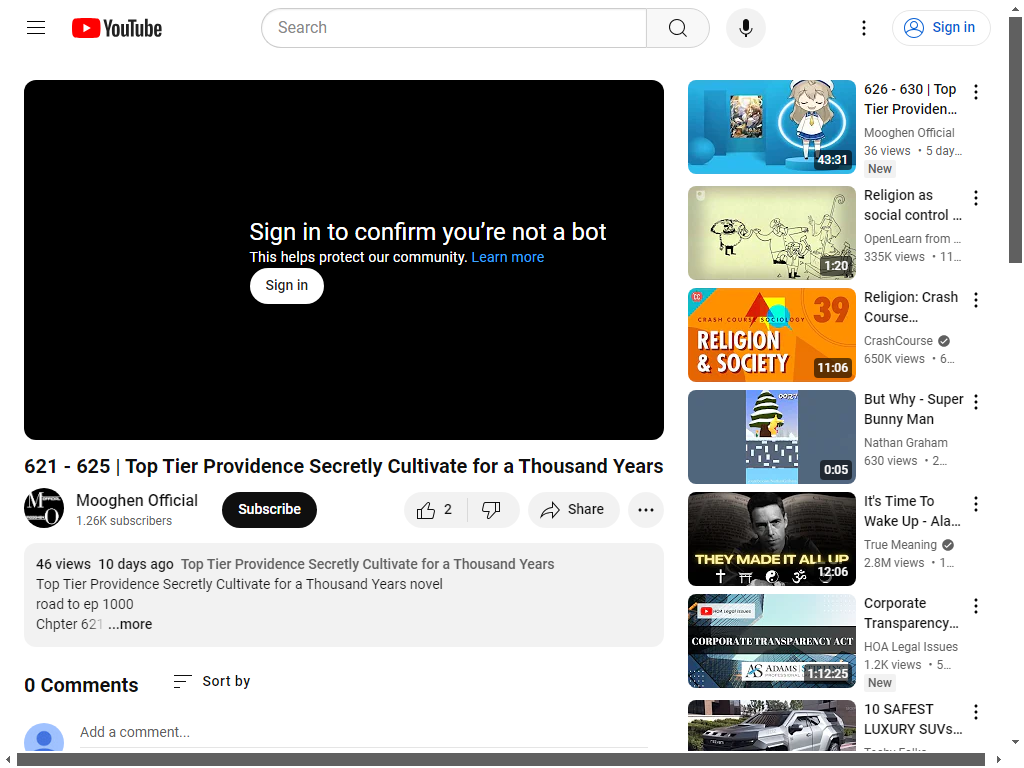 YouTube
Search
Sign in
Sign in to confirm you’re not a bot
This helps protect our community. Learn more
Sign in
621 - 625 | Top Tier Providence Secretly Cultivate for a Thousand Years
Mooghen Official
1.26K subscribers
Subscribe
2
Share
46 views 10 days ago Top Tier Providence Secretly Cultivate for a Thousand Years
Top Tier Providence Secretly Cultivate for a Thousand Years novel
road to ep 1000
Chpter 621 ...more
0 Comments
Sort by
Add a comment...
43:31
626 - 630 | Top
Tier Providen...
Mooghen Official
36 views • 5 day...
New
1:20
Religion as
social control ...
OpenLearn from ...
335K views • 11...
CC
CRASH COURSE SOCIOLOGY
39
RELIGION
& SOCIETY
11:06
Religion: Crash
Course...
CrashCourse
650K views • 6...
00:27
0:05
But Why - Super
Bunny Man
Nathan Graham
630 views • 2...
THEY MADE IT ALL UP
12:06
It's Time To
Wake Up - Ala...
True Meaning
2.8M views • 1...
HOA Legal Issues
CORPORATE TRANSPARENCY ACT
AS ADAMS
1:12:25
Corporate
Transparency...
HOA Legal Issues
1.2K views • 5...
New
10 SAFEST
LUXURY SUVs...